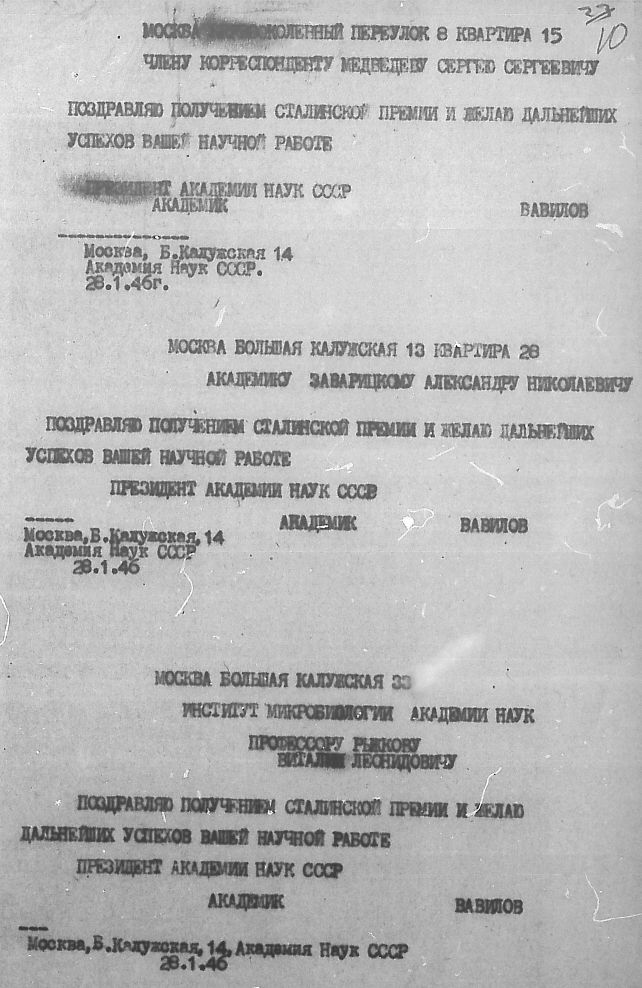 37
10
МОСКВА КОЛЕННЫЙ ПЕРЕУЛОК 8 КВАРТИРА 15
ЧЛЕНУ КОРРЕСПОНДЕНТУ МЕДВЕДЕВУ СЕРГЕЮ СЕРГЕЕВИЧУ
ПОЗДРАВЛЯЮ ПОЛУЧЕНИЕМ СТАЛИНСКОЙ ПРЕМИИ И ЖЕЛАЮ ДАЛЬНЕЙШИХ
УСПЕХОВ ВАШЕЙ НАУЧНОЙ РАБОТЕ
ПРЕЗИДЕНТ АКАДЕМИИ НАУК СССР
АКАДЕМИК ВАВИЛОВ
Москва, Б.Калужская 14
Академия Наук СССР.
28.1.46г.
МОСКВА БОЛЬШАЯ КАЛУЖСКАЯ 13 КВАРТИРА 28
АКАДЕМИКУ ЗАВАРИЦКОМУ АЛЕКСАНДРУ НИКОЛАЕВИЧУ
ПОЗДРАВЛЯЮ ПОЛУЧЕНИЕМ СТАЛИНСКОЙ ПРЕМИИ И ЖЕЛАЮ ДАЛЬНЕЙШИХ
УСПЕХОВ ВАШЕЙ НАУЧНОЙ РАБОТЕ
ПРЕЗИДЕНТ АКАДЕМИИ НАУК СССР
АКАДЕМИК ВАВИЛОВ
Москва,Б.Калужская,14
Академия Наук СССР
28.1.46
МОСКВА БОЛЬШАЯ КАЛУЖСКАЯ 33
ИНСТИТУТ МИКРОБИОЛОГИИ АКАДЕМИИ НАУК
ПРОФЕССОРУ РЫЖКОВУ
ВИТАЛИЮ ЛЕОНИДОВИЧУ
ПОЗДРАВЛЯЮ ПОЛУЧЕНИЕМ СТАЛИНСКОЙ ПРЕМИИ И ЖЕЛАЮ
ДАЛЬНЕЙШИХ УСПЕХОВ ВАШЕЙ НАУЧНОЙ РАБОТЕ
ПРЕЗИДЕНТ АКАДЕМИИ НАУК СССР
АКАДЕМИК ВАВИЛОВ
Москва,Б.Калужская,14,Академия Наук СССР
28.1.46